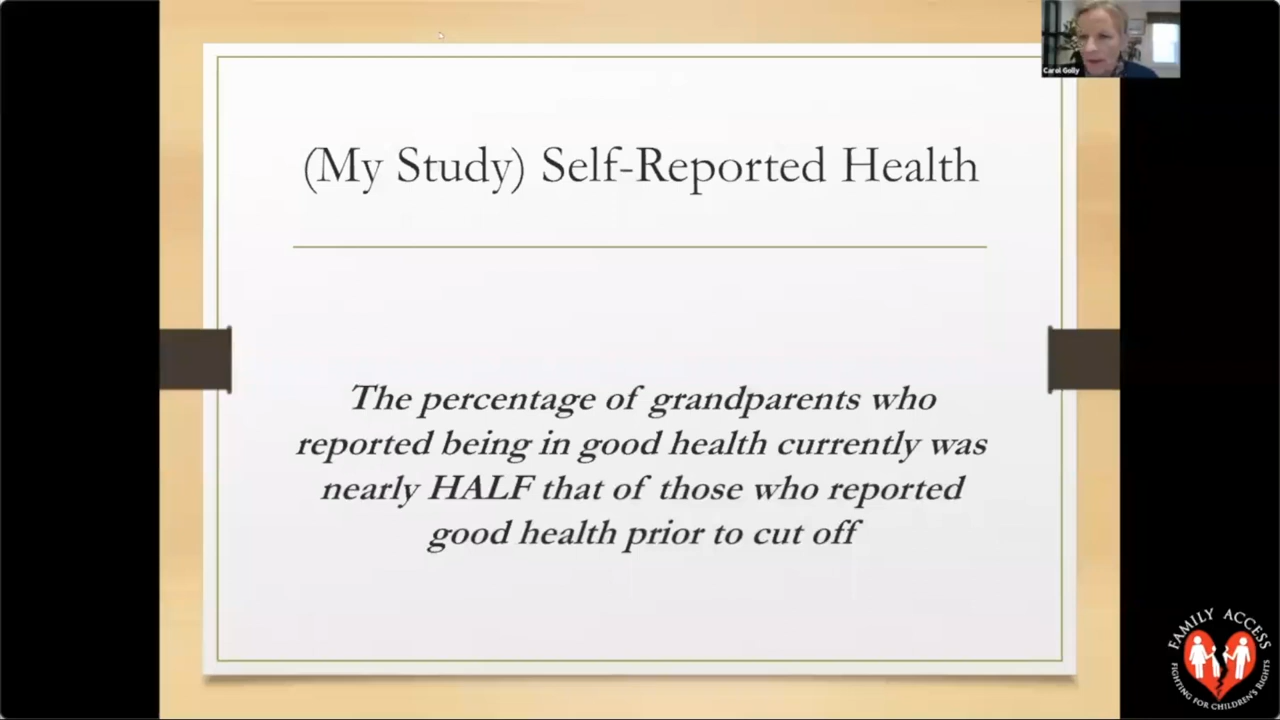 Carol Golly
(My Study) Self-Reported Health
The percentage of grandparents who
reported being in good health currently was
nearly HALF that of those who reported
good health prior to cut off
FAMILY ACCESS
FIGHTING FOR CHILDREN'S RIGHTS